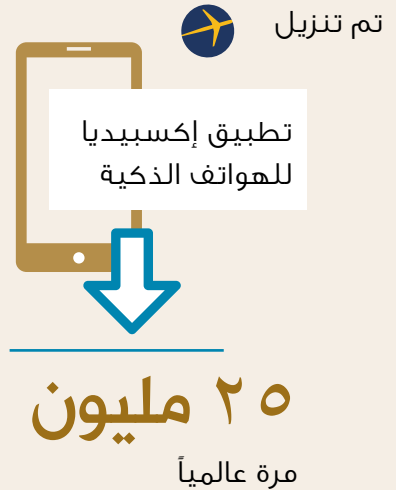 تم تنزيل
تطبيق إكسبيديا
للهواتف الذكية
٢٥ مليون
مرة عالمياً